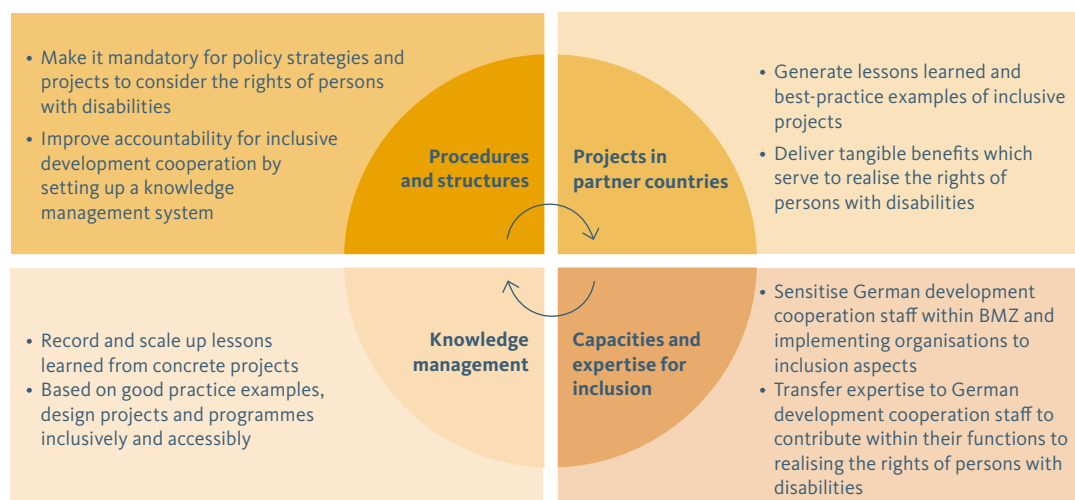 • Make it mandatory for policy strategies and
projects to consider the rights of persons
with disabilities
• Improve accountability for inclusive
development cooperation by
setting up a knowledge
management system
Procedures
and structures
Projects in
partner countries
• Generate lessons learned and
best-practice examples of inclusive
projects
• Deliver tangible benefits which
serve to realise the rights of
persons with disabilities
• Record and scale up lessons
learned from concrete projects
• Based on good practice examples,
design projects and programmes
inclusively and accessibly
Knowledge
management
Capacities and
expertise for
inclusion
• Sensitise German development
cooperation staff within BMZ and
implementing organisations to
inclusion aspects
• Transfer expertise to German
development cooperation staff to
contribute within their functions to
realising the rights of persons with
disabilities